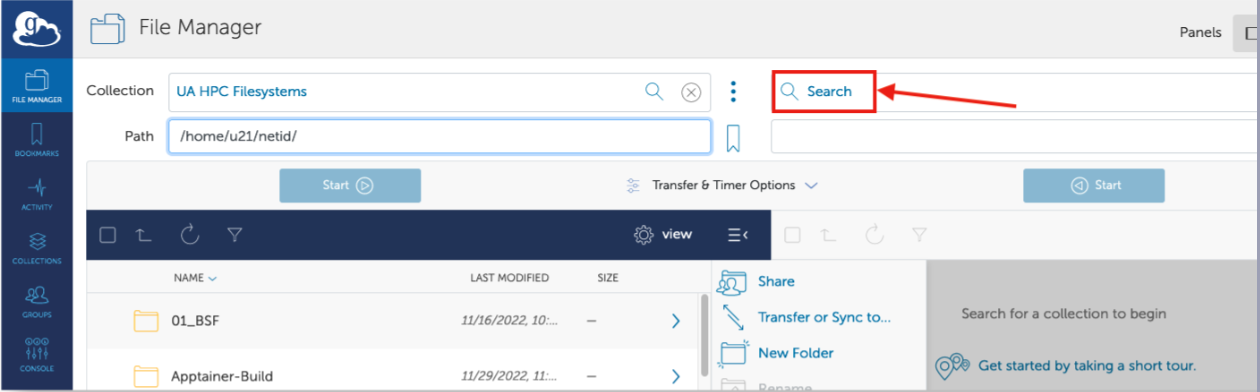 g
File Manager
Panels
FILE MANAGER
BOOKMARKS
ACTIVITY
COLLECTIONS
GROUPS
CONSOLE
Collection UA HPC Filesystems
Search
Path /home/u21/netid/
Start Transfer & Timer Options Start
view
NAME LAST MODIFIED SIZE
01_BSF 11/16/2022, 10:... —
Apptainer-Build 11/29/2022, 11:... —
Share
Transfer or Sync to...
New Folder
Rename
Search for a collection to begin
Get started by taking a short tour.